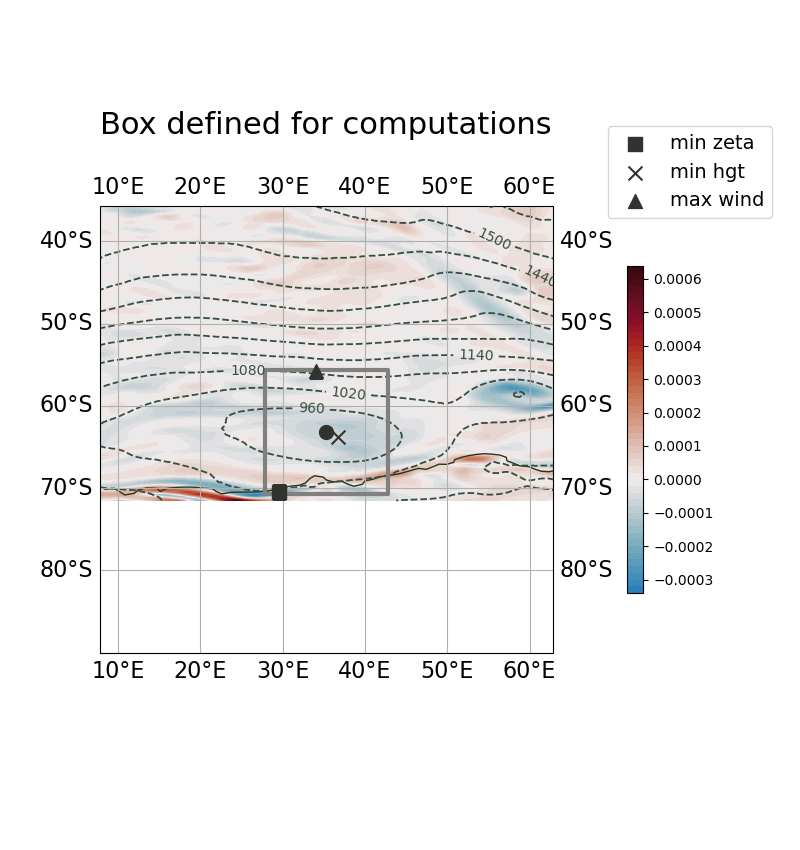 Box defined for computations
min zeta
min hgt
max wind
10°E 20°E 30°E 40°E 50°E 60°E
40°S 40°S
50°S 50°S
60°S 60°S
70°S 70°S
80°S 80°S
10°E 20°E 30°E 40°E 50°E 60°E
1500
1440
1140
1080
1020
960
0.0006
0.0005
0.0004
0.0003
0.0002
0.0001
0.0000
−0.0001
−0.0002
−0.0003